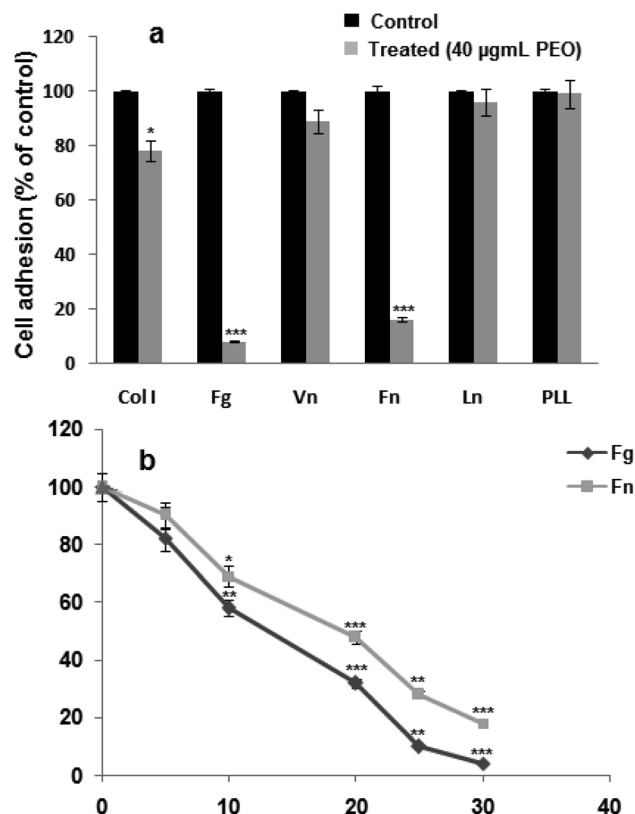 a
Control
Treated (40 µgmL PEO)
Cell adhesion (% of control)
120
100
80
60
40
20
0
*
***
***
Col I Fg Vn Fn Ln PLL
b
Fg
Fn
120
100
80
60
40
20
0
*
**
***
***
**
**
***
***
0 10 20 30 40